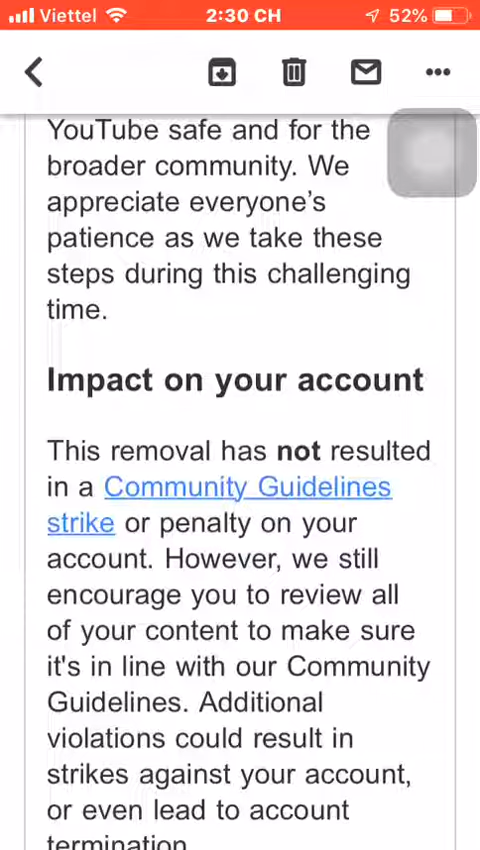 Viettel 2:30 CH 52%
YouTube safe and for the
broader community. We
appreciate everyone's
patience as we take these
steps during this challenging
time.
Impact on your account
This removal has not resulted
in a Community Guidelines
strike or penalty on your
account. However, we still
encourage you to review all
of your content to make sure
it's in line with our Community
Guidelines. Additional
violations could result in
strikes against your account,
or even lead to account
termination